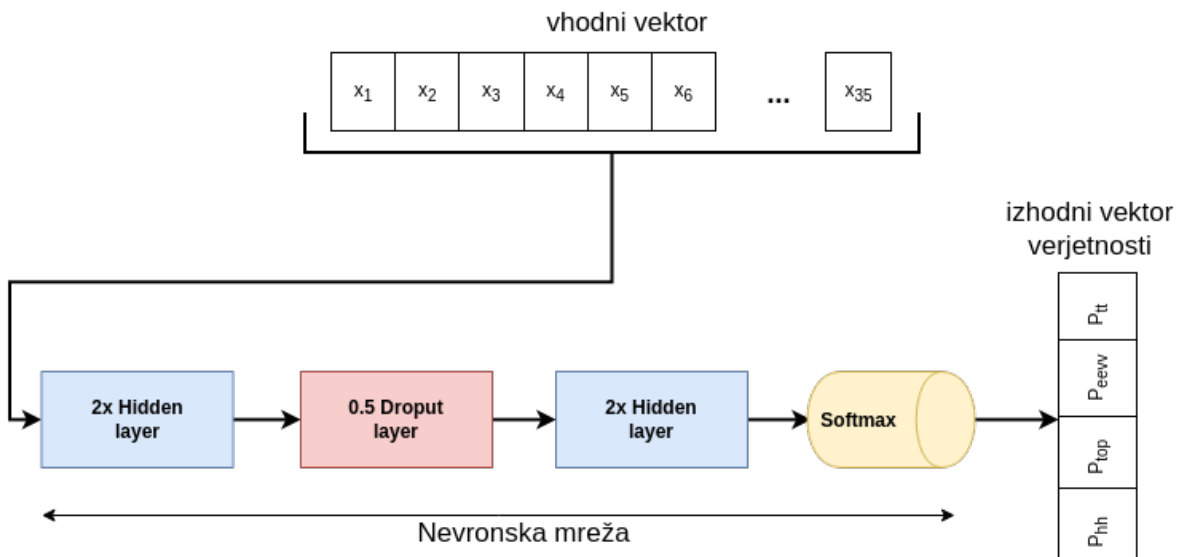 vhodni vektor
x1 x2 x3 x4 x5 x6 ... x35
izhodni vektor
verjetnosti
Ptt
Peevv
Ptop
Phh
2x Hidden
layer
0.5 Droput
layer
2x Hidden
layer
Softmax
Nevronska mreža